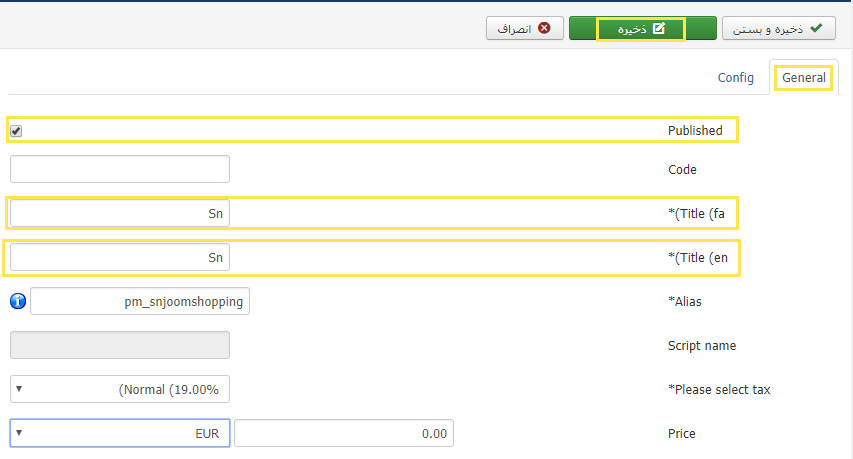 ذخیره و بستن
ذخیره
انصراف
General
Config
Published
Code
*(Title (fa
Sn
*(Title (en
Sn
*Alias
pm_snjoomshopping
Script name
*Please select tax
(Normal (19.00%
Price
0.00
EUR